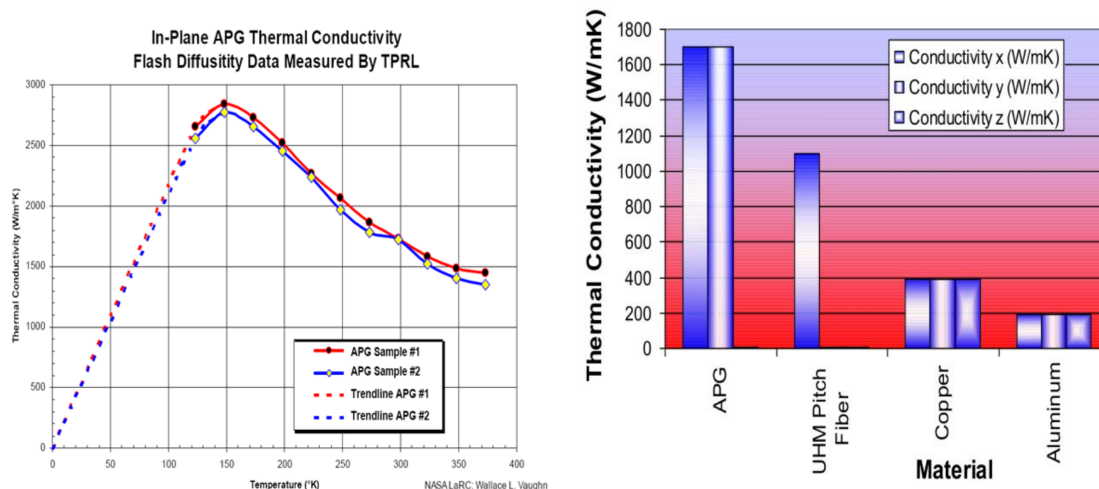 In-Plane APG Thermal Conductivity
Flash Diffusitity Data Measured By TPRL
Thermal Conductivity (W/m°K)
3000
2500
2000
1500
1000
500
0
0 50 100 150 200 250 300 350 400
Temperature (°K)
APG Sample #1
APG Sample #2
Trendline APG #1
Trendline APG #2
NASA LaRC: Wallace L. Vaughn
Thermal Conductivity (W/mK)
1800
1600
1400
1200
1000
800
600
400
200
0
Conductivity x (W/mK)
Conductivity y (W/mK)
Conductivity z (W/mK)
APG
UHM Pitch
Fiber
Copper
Aluminum
Material